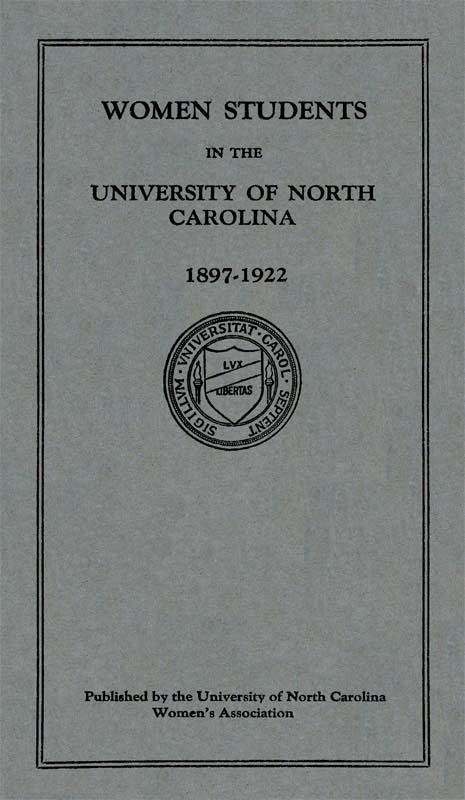 WOMEN STUDENTS
IN THE
UNIVERSITY OF NORTH
CAROLINA
1897-1922
SIGILLVM · VNIVERSITAT · CAROL · SEPTENT
LVX
LIBERTAS
Published by the University of North Carolina
Women's Association